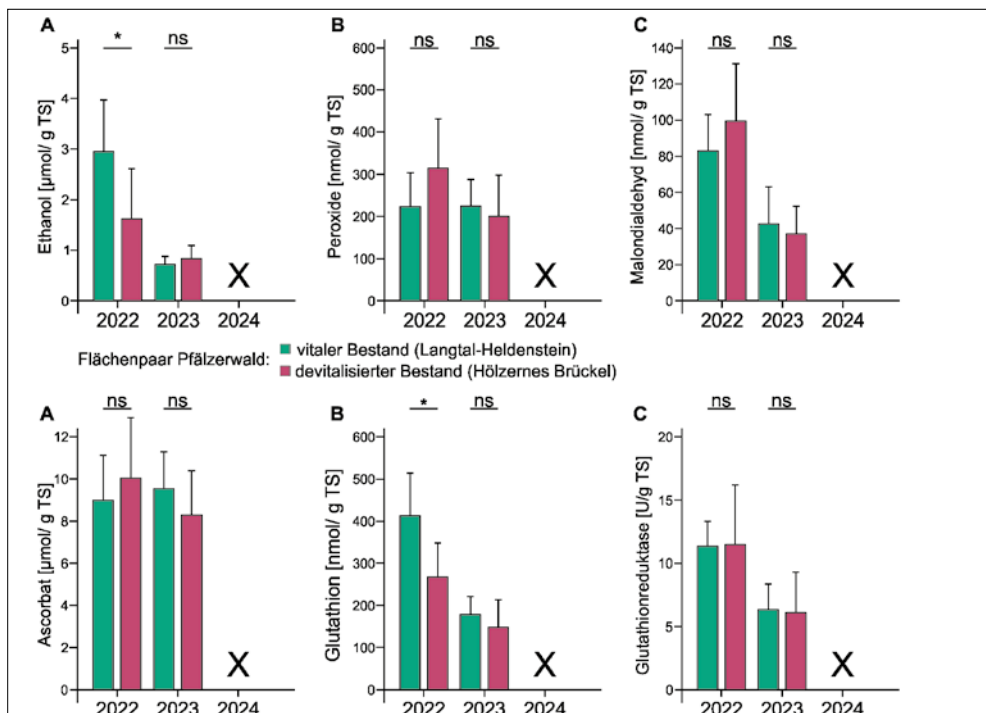 A
B
C
* ns
ns ns
ns ns
Ethanol [µmol/ g TS]
5
4
3
2
1
0
2022 2023 2024
X
Peroxide [nmol/ g TS]
600
500
400
300
200
100
0
2022 2023 2024
X
Malondialdehyd [nmol/ g TS]
140
120
100
80
60
40
20
0
2022 2023 2024
X
Flächenpaar Pfälzerwald:
vitaler Bestand (Langtal-Heldenstein)
devitalisierter Bestand (Hölzernes Brückel)
A
B
C
ns ns
* ns
ns ns
Ascorbat [µmol/ g TS]
12
10
8
6
4
2
0
2022 2023 2024
X
Glutathion [nmol/ g TS]
600
500
400
300
200
100
0
2022 2023 2024
X
Glutathionreduktase [U/g TS]
20
15
10
5
0
2022 2023 2024
X